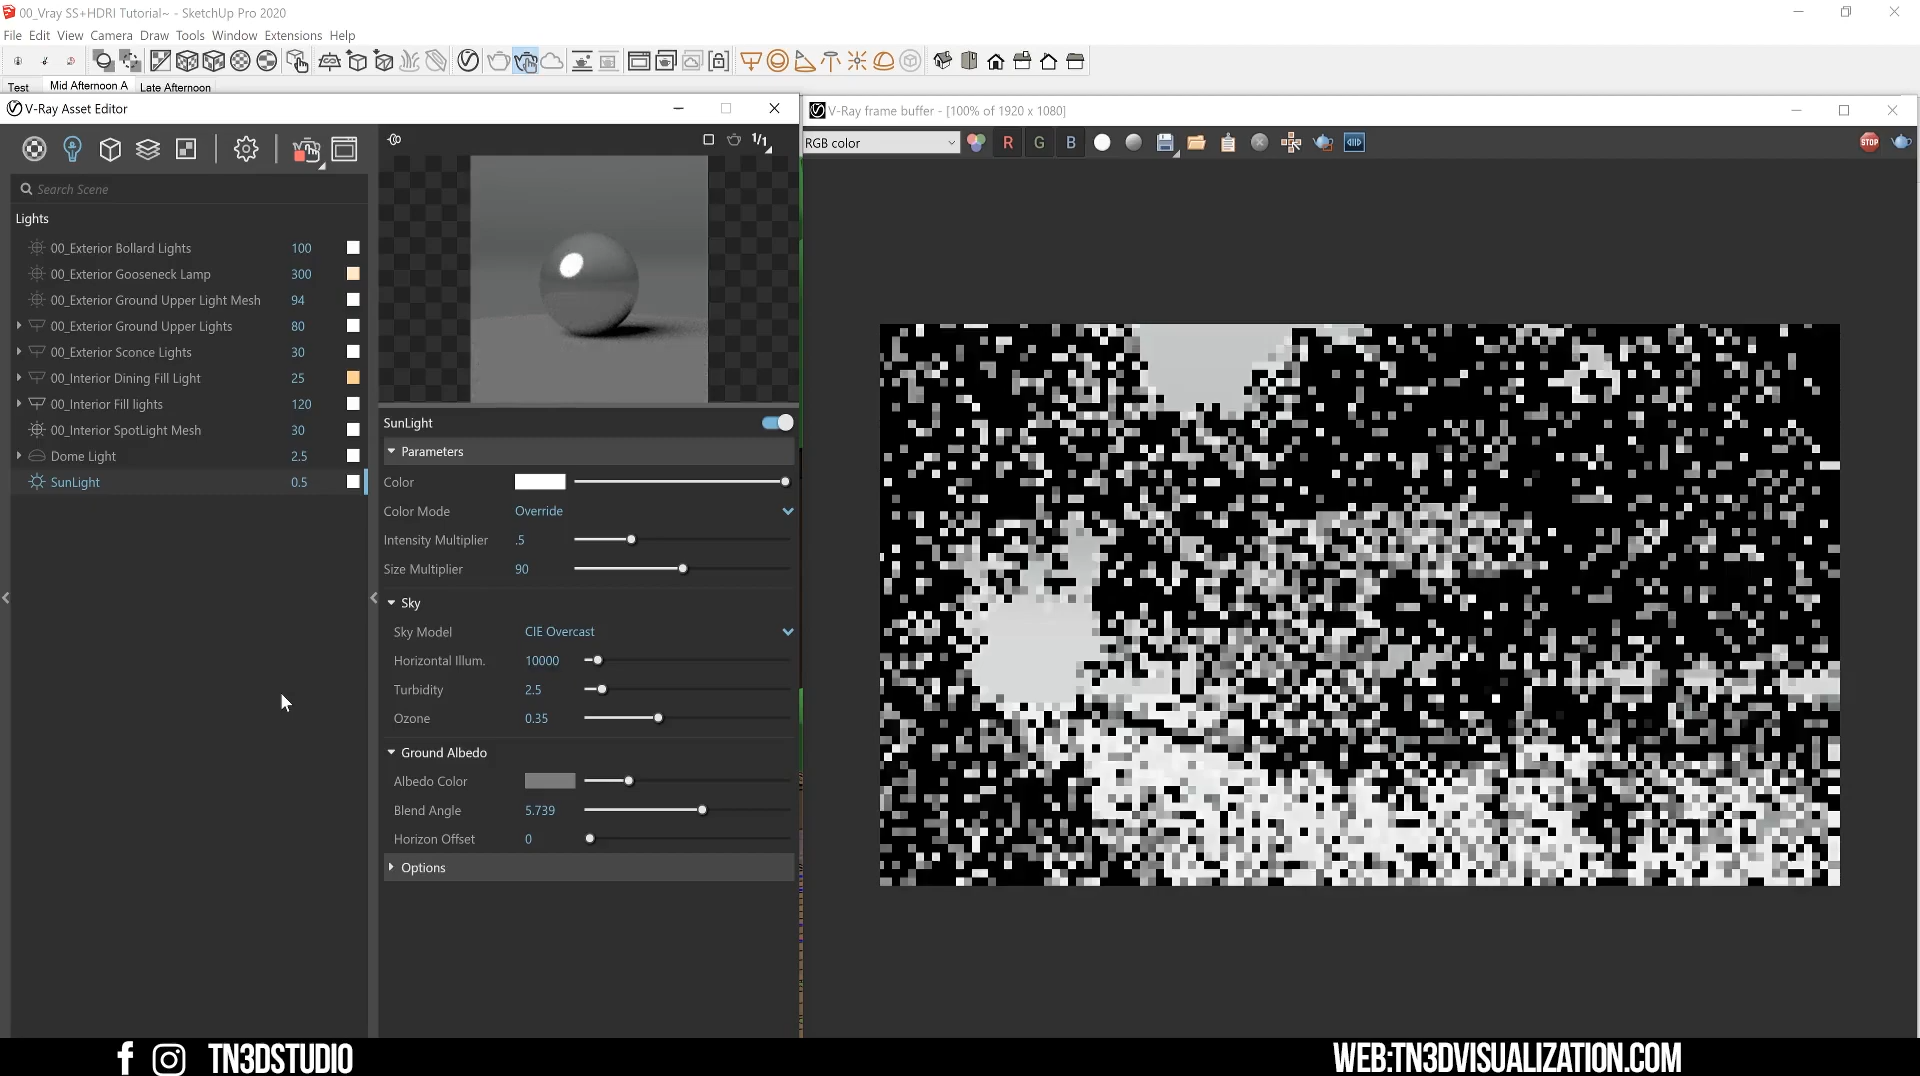 00_Vray SS+HDRI Tutorial~ - SketchUp Pro 2020
File Edit View Camera Draw Tools Window Extensions Help
Test Mid Afternoon A Late Afternoon
V-Ray Asset Editor
V-Ray frame buffer - [100% of 1920 x 1080]
1/1
RGB color
R G B
STOP
Search Scene
Lights
00_Exterior Bollard Lights 100
00_Exterior Gooseneck Lamp 300
00_Exterior Ground Upper Light Mesh 94
00_Exterior Ground Upper Lights 80
00_Exterior Sconce Lights 30
00_Interior Dining Fill Light 25
00_Interior Fill lights 120
00_Interior SpotLight Mesh 30
Dome Light 2.5
SunLight 0.5
SunLight
Parameters
Color
Color Mode Override
Intensity Multiplier .5
Size Multiplier 90
Sky
Sky Model CIE Overcast
Horizontal Illum. 10000
Turbidity 2.5
Ozone 0.35
Ground Albedo
Albedo Color
Blend Angle 5.739
Horizon Offset 0
Options
TN3DSTUDIO
WEB:TN3DVISUALIZATION.COM